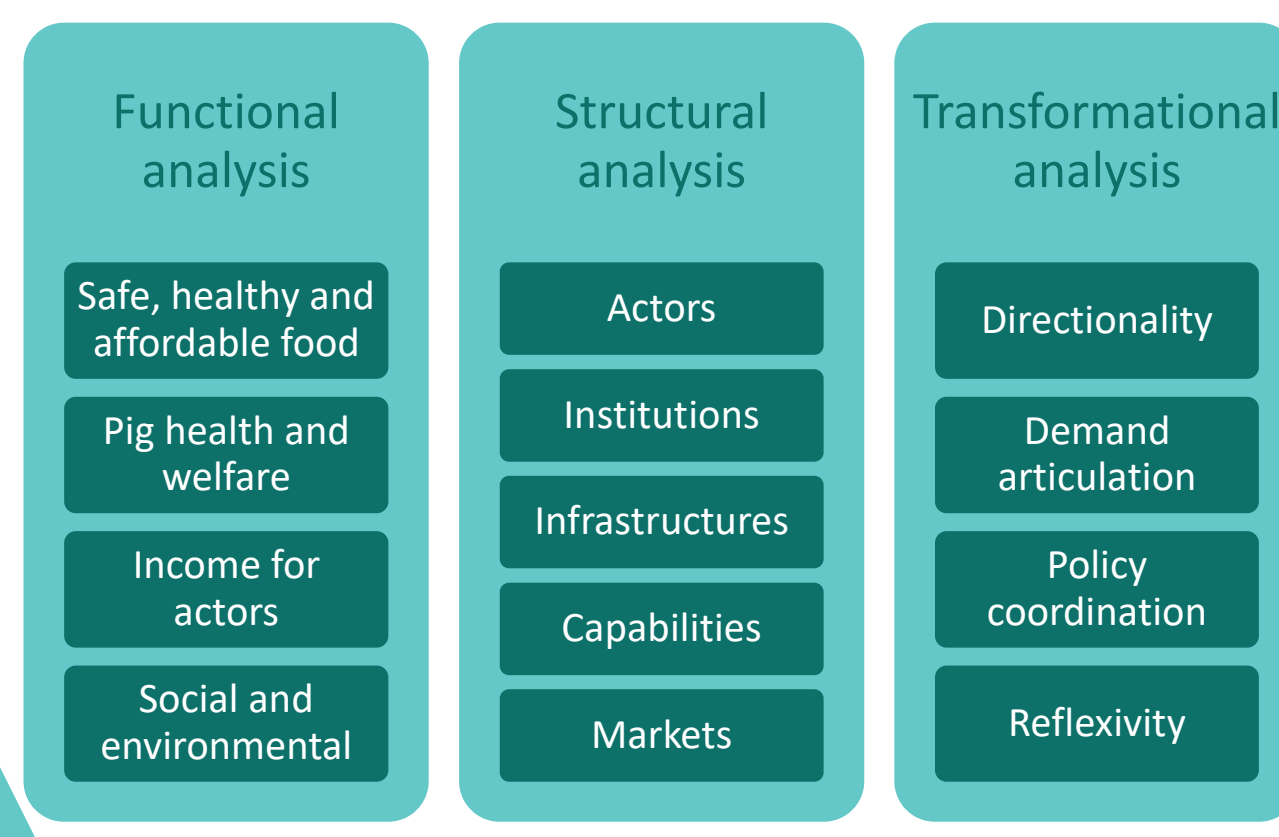 Functional
analysis
Safe, healthy and
affordable food
Pig health and
welfare
Income for
actors
Social and
environmental
Structural
analysis
Actors
Institutions
Infrastructures
Capabilities
Markets
Transformational
analysis
Directionality
Demand
articulation
Policy
coordination
Reflexivity